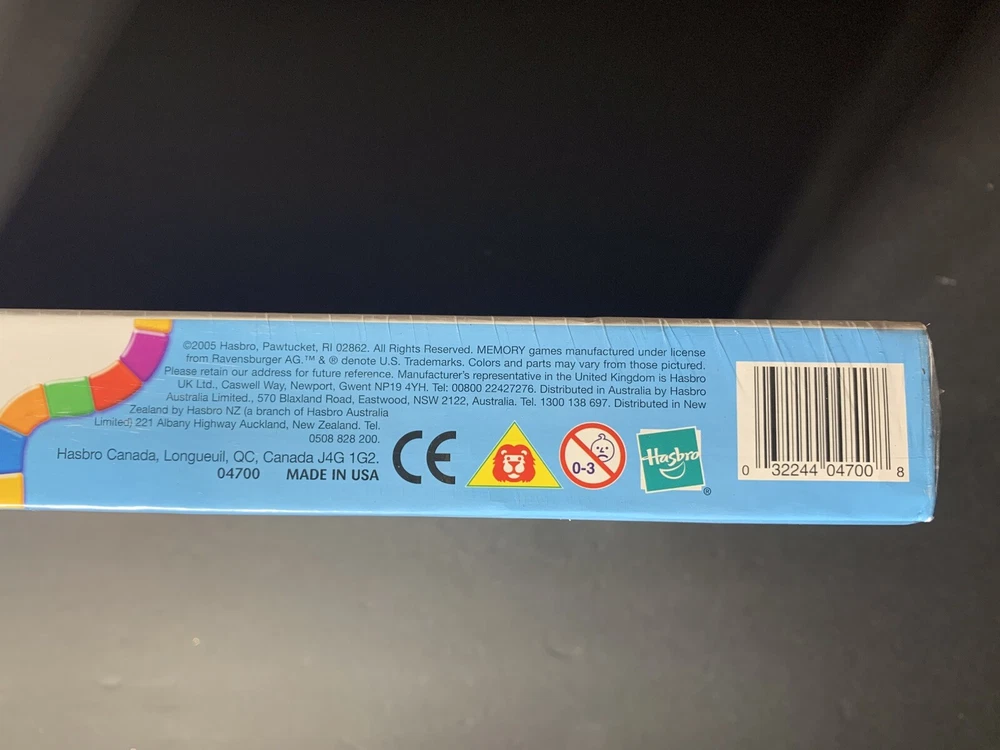 ©2005 Hasbro, Pawtucket, RI 02862. All Rights Reserved. MEMORY games manufactured under license
from Ravensburger AG.™ & ® denote U.S. Trademarks. Colors and parts may vary from those pictured.
Please retain our address for future reference. Manufacturer's representative in the United Kingdom is Hasbro
UK Ltd., Caswell Way, Newport, Gwent NP19 4YH. Tel: 00800 22427276. Distributed in Australia by Hasbro
Australia Limited., 570 Blaxland Road, Eastwood, NSW 2122, Australia. Tel. 1300 138 697. Distributed in New
Zealand by Hasbro NZ (a branch of Hasbro Australia
Limited) 221 Albany Highway Auckland, New Zealand. Tel.
0508 828 200.
Hasbro Canada, Longueuil, QC, Canada J4G 1G2.
04700 MADE IN USA
CE
0-3
Hasbro
®
0 32244 04700 8